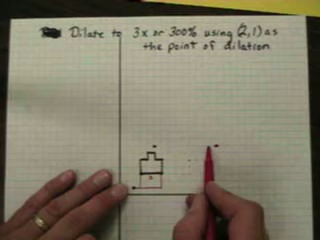 Dilate to 3x or 300% using (2,1) as
the point of dilation